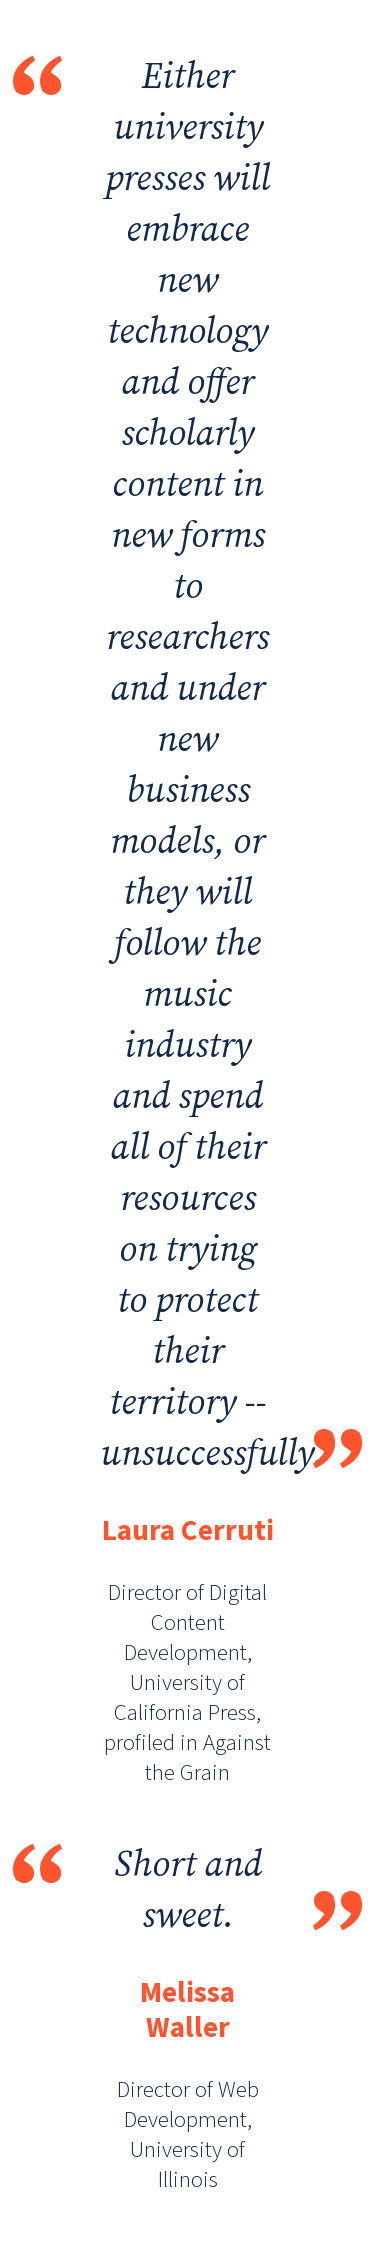 “ Either
university
presses will
embrace
new
technology
and offer
scholarly
content in
new forms
to
researchers
and under
new
business
models, or
they will
follow the
music
industry
and spend
all of their
resources
on trying
to protect
their
territory --
unsuccessfully ”
Laura Cerruti
Director of Digital
Content
Development,
University of
California Press,
profiled in Against
the Grain
“ Short and
sweet. ”
Melissa
Waller
Director of Web
Development,
University of
Illinois